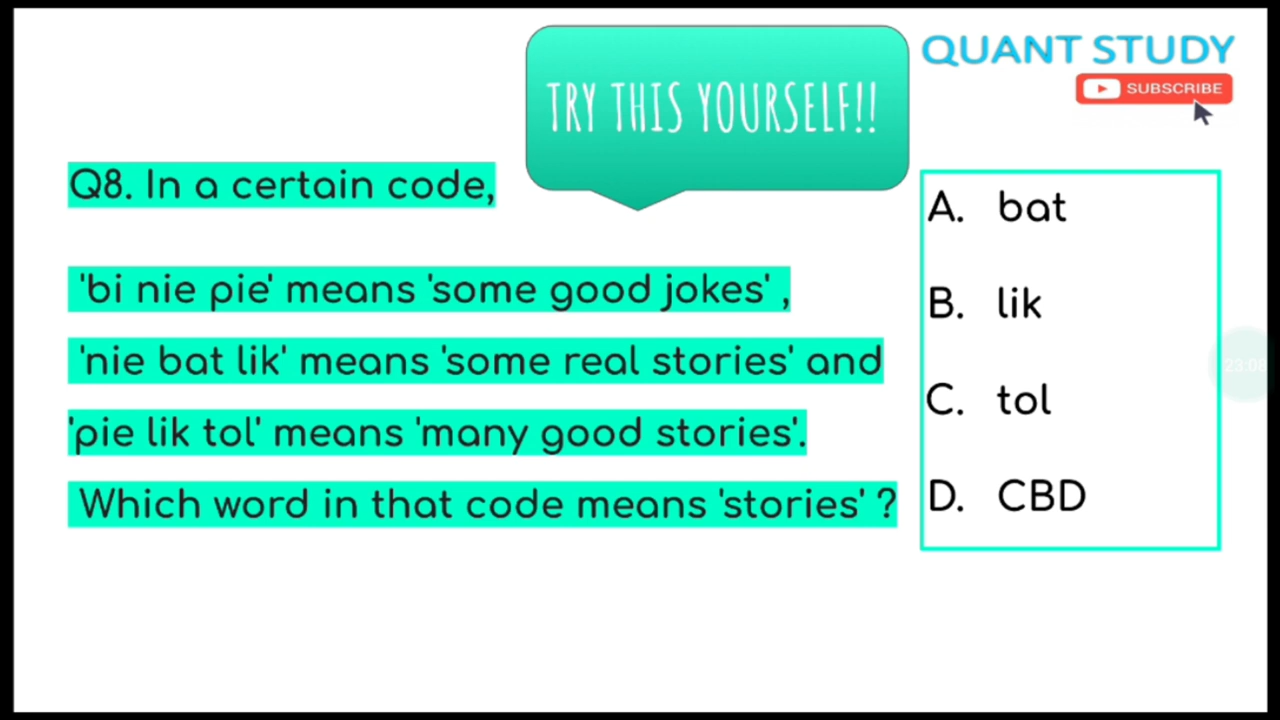 QUANT STUDY
SUBSCRIBE
TRY THIS YOURSELF!!
Q8. In a certain code,
'bi nie pie' means 'some good jokes' ,
'nie bat lik' means 'some real stories' and
'pie lik tol' means 'many good stories'.
Which word in that code means 'stories' ?
A. bat
B. lik
C. tol
D. CBD
23:08